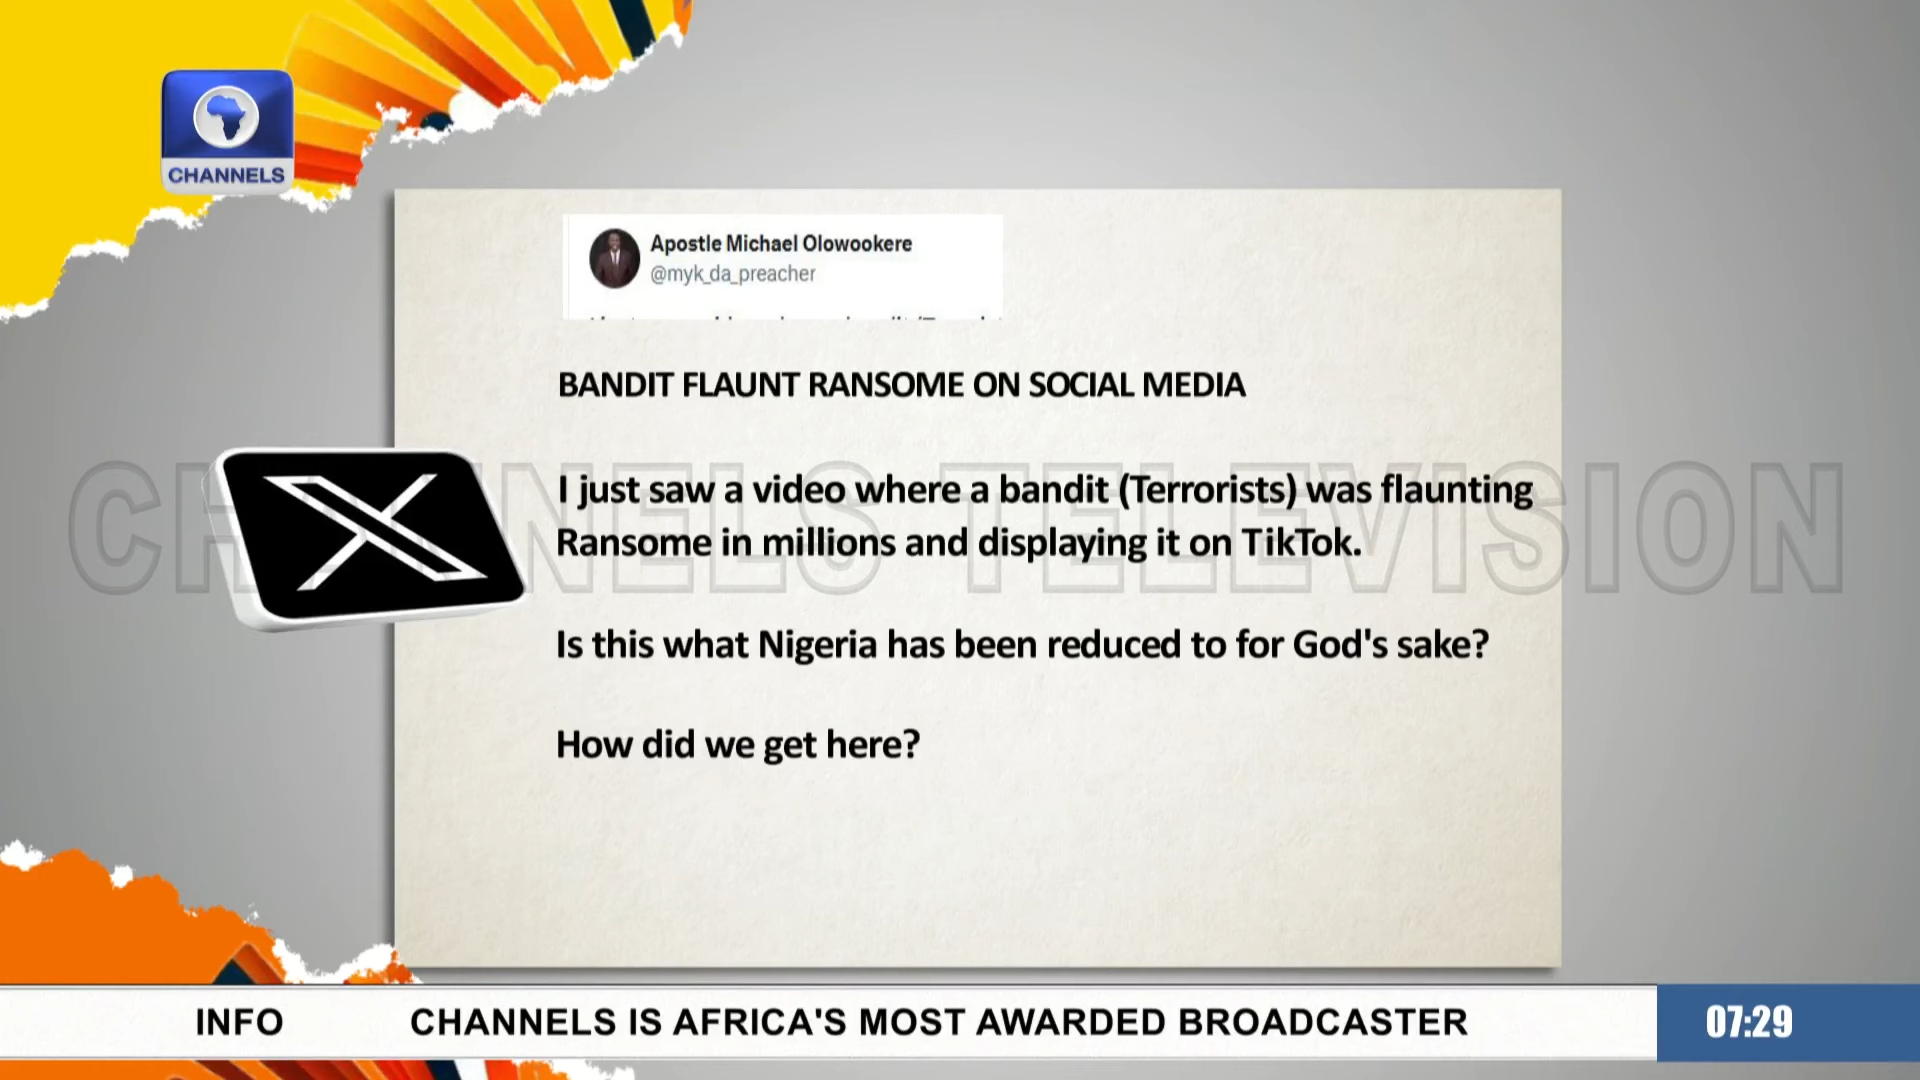 CHANNELS
Apostle Michael Olowookere
@myk_da_preacher
BANDIT FLAUNT RANSOME ON SOCIAL MEDIA
I just saw a video where a bandit (Terrorists) was flaunting
Ransome in millions and displaying it on TikTok.
CHANNELS TELEVISION
Is this what Nigeria has been reduced to for God's sake?
How did we get here?
INFO CHANNELS IS AFRICA'S MOST AWARDED BROADCASTER 07:29